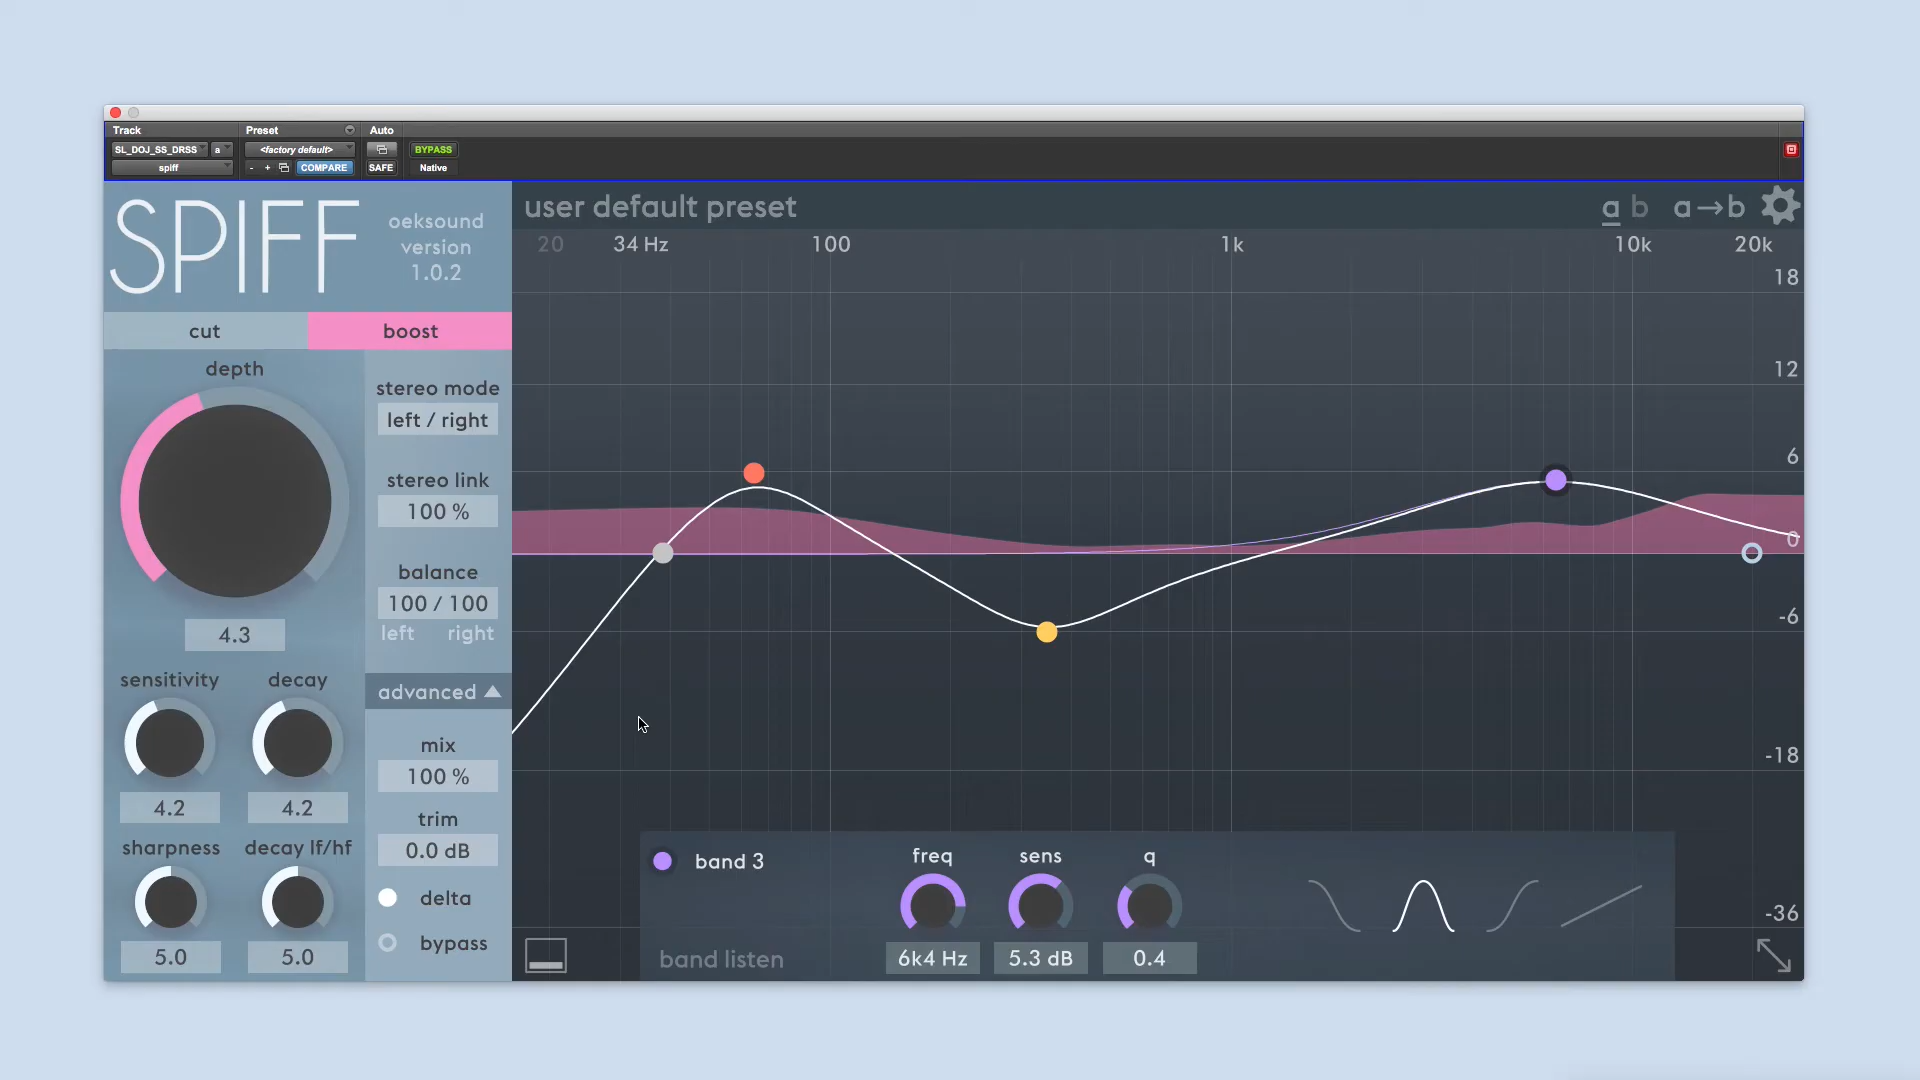 Track
Preset
Auto
SL_DOJ_SS_DRSS
a
<factory default>
BYPASS
spiff
- +
COMPARE
SAFE
Native
SPIFF
oeksound
version
1.0.2
user default preset
a b
a→b
20
34 Hz
100
1k
10k
20k
18
12
6
0
-6
-18
-36
cut
boost
depth
4.3
stereo mode
left / right
stereo link
100 %
balance
100 / 100
left right
sensitivity
decay
4.2
4.2
sharpness
decay lf/hf
5.0
5.0
advanced
mix
100 %
trim
0.0 dB
delta
bypass
band 3
band listen
freq
sens
q
6k4 Hz
5.3 dB
0.4